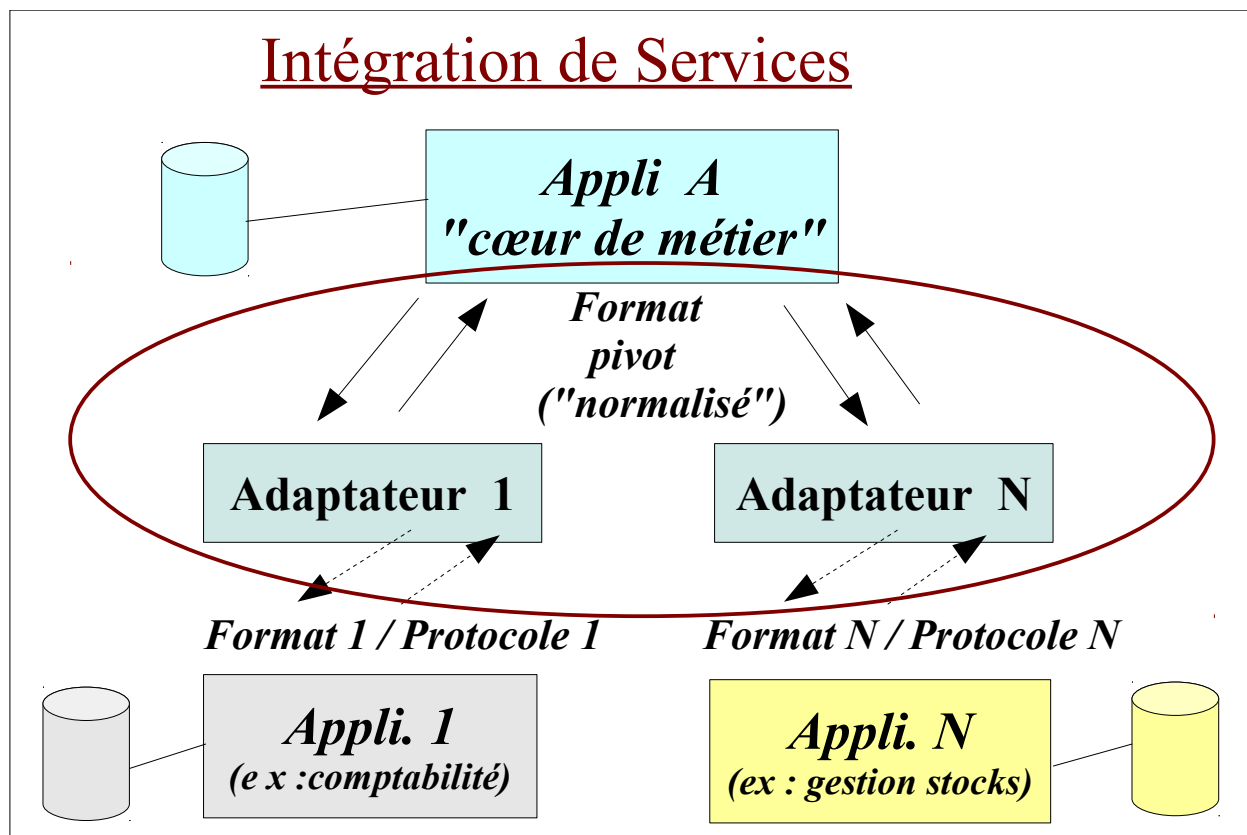 Intégration de Services
Appli A
"cœur de métier"
Format
pivot
("normalisé")
Adaptateur 1
Adaptateur N
Format 1 / Protocole 1
Format N / Protocole N
Appli. 1
(e x :comptabilité)
Appli. N
(ex : gestion stocks)